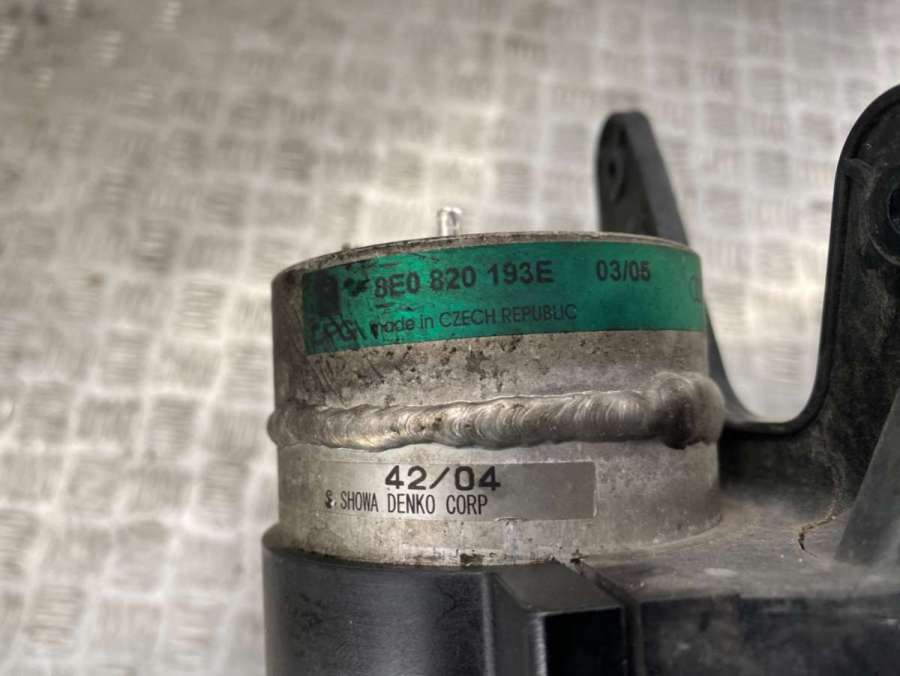 8E0 820 193E 03/05
made in CZECH REPUBLIC
42/04
SHOWA DENKO CORP